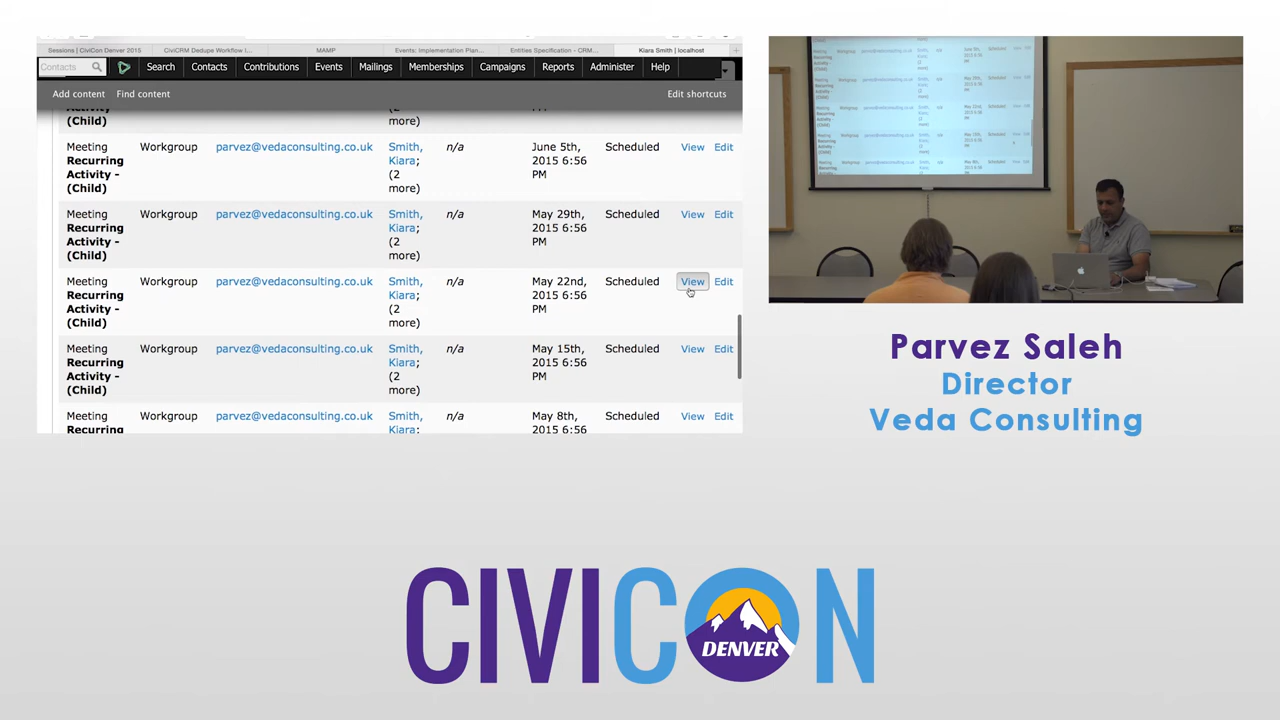 Sessions | CiviCon Denver 2015 CiviCRM Dedupe Workflow |... MAMP Events: Implementation Plan... Entities Specification - CRM... Kiara Smith | localhost
Contacts Search Contributions Events Mailings Memberships Campaigns Reports Administer Help
Add content Find content Edit shortcuts
Activity -
(Child)
more)
PM
Meeting Workgroup parvez@vedaconsulting.co.uk Smith, n/a June 5th, Scheduled View Edit
Recurring Kiara; 2015 6:56
Activity - (2 PM
(Child) more)
Meeting Workgroup parvez@vedaconsulting.co.uk Smith, n/a May 29th, Scheduled View Edit
Recurring Kiara; 2015 6:56
Activity - (2 PM
(Child) more)
Meeting Workgroup parvez@vedaconsulting.co.uk Smith, n/a May 22nd, Scheduled View Edit
Recurring Kiara; 2015 6:56
Activity - (2 PM
(Child) more)
Meeting Workgroup parvez@vedaconsulting.co.uk Smith, n/a May 15th, Scheduled View Edit
Recurring Kiara; 2015 6:56
Activity - (2 PM
(Child) more)
Meeting Workgroup parvez@vedaconsulting.co.uk Smith, n/a May 8th, Scheduled View Edit
Recurring Kiara; 2015 6:56
Parvez Saleh
Director
Veda Consulting
CIVICON
DENVER